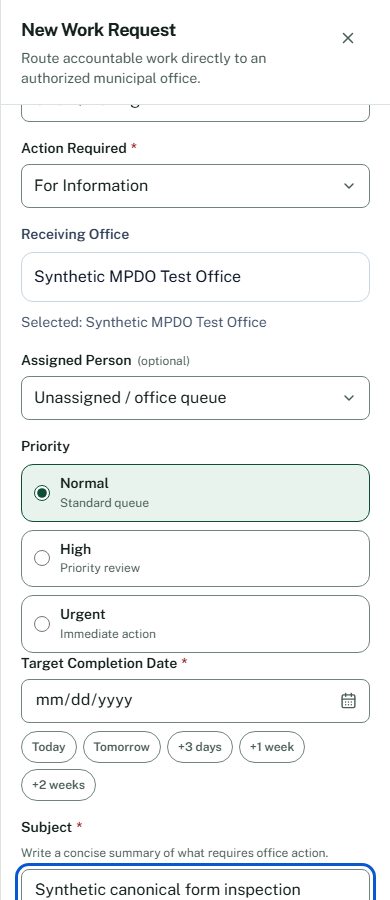 New Work Request
Route accountable work directly to an
authorized municipal office.
Action Required *
For Information
Receiving Office
Synthetic MPDO Test Office
Selected: Synthetic MPDO Test Office
Assigned Person (optional)
Unassigned / office queue
Priority
Normal
Standard queue
High
Priority review
Urgent
Immediate action
Target Completion Date *
mm/dd/yyyy
Today
Tomorrow
+3 days
+1 week
+2 weeks
Subject *
Write a concise summary of what requires office action.
Synthetic canonical form inspection